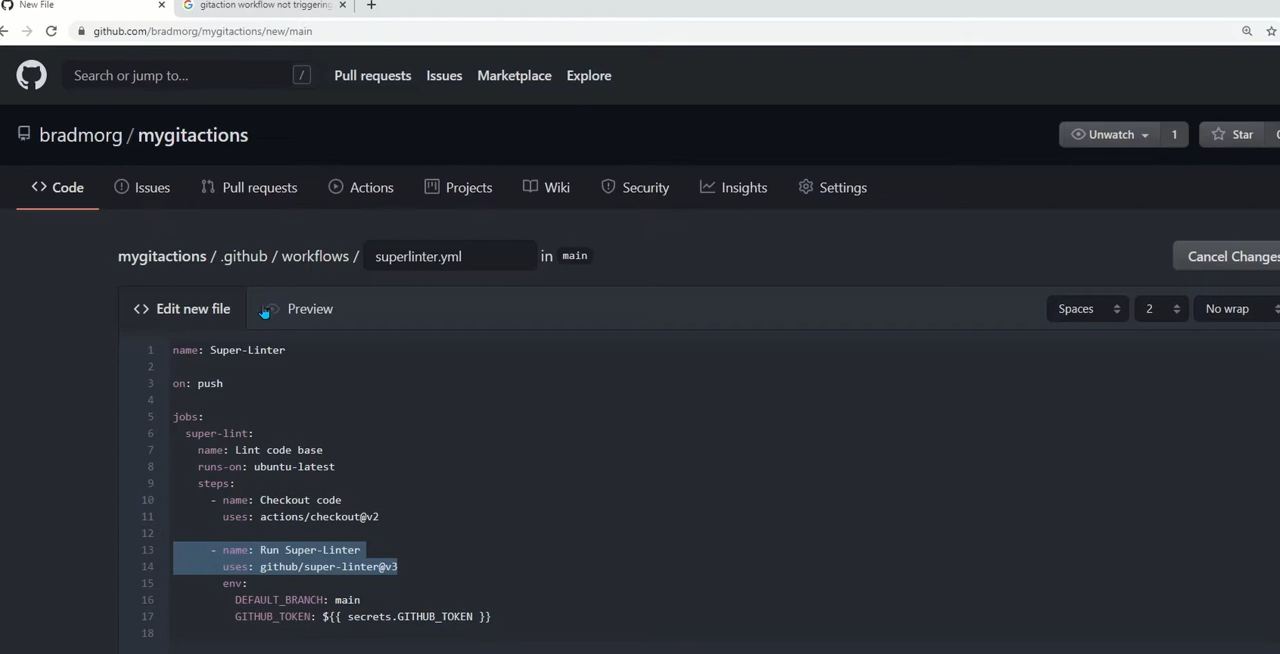 New File
gitaction workflow not triggering
github.com/bradmorg/mygitactions/new/main
Search or jump to...
/
Pull requests
Issues
Marketplace
Explore
bradmorg / mygitactions
Unwatch
1
Star
Code
Issues
Pull requests
Actions
Projects
Wiki
Security
Insights
Settings
mygitactions / .github / workflows / superlinter.yml in main
Cancel Changes
Edit new file
Preview
Spaces
2
No wrap
1 name: Super-Linter
2
3 on: push
4
5 jobs:
6 super-lint:
7 name: Lint code base
8 runs-on: ubuntu-latest
9 steps:
10 - name: Checkout code
11 uses: actions/checkout@v2
12
13 - name: Run Super-Linter
14 uses: github/super-linter@v3
15 env:
16 DEFAULT_BRANCH: main
17 GITHUB_TOKEN: ${{ secrets.GITHUB_TOKEN }}
18